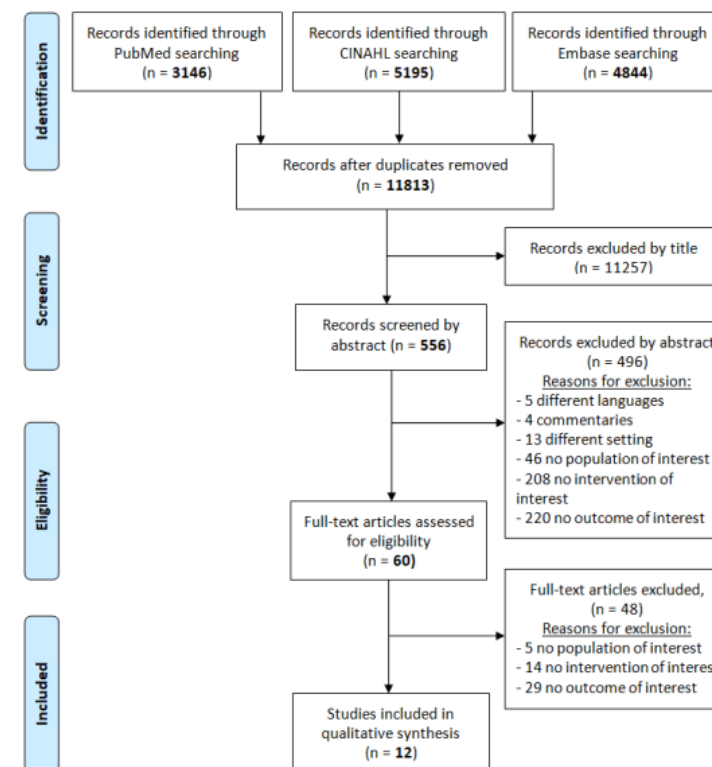 Identification
Records identified through
PubMed searching
(n = 3146)
Records identified through
CINAHL searching
(n = 5195)
Records identified through
Embase searching
(n = 4844)
Records after duplicates removed
(n = 11813)
Screening
Records excluded by title
(n = 11257)
Records screened by
abstract (n = 556)
Records excluded by abstract
(n = 496)
Reasons for exclusion:
- 5 different languages
- 4 commentaries
- 13 different setting
- 46 no population of interest
- 208 no intervention of
interest
- 220 no outcome of interest
Eligibility
Full-text articles assessed
for eligibility
(n = 60)
Full-text articles excluded,
(n = 48)
Reasons for exclusion:
- 5 no population of interest
- 14 no intervention of interes
- 29 no outcome of interest
Included
Studies included in
qualitative synthesis
(n = 12)